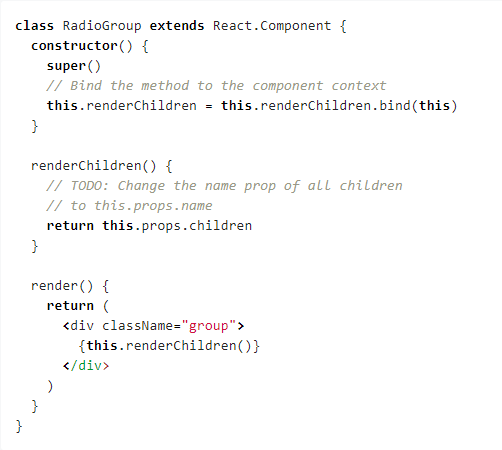 class RadioGroup extends React.Component {
  constructor() {
    super()
    // Bind the method to the component context
    this.renderChildren = this.renderChildren.bind(this)
  }

  renderChildren() {
    // TODO: Change the name prop of all children
    // to this.props.name
    return this.props.children
  }

  render() {
    return (
      <div className="group">
        {this.renderChildren()}
      </div>
    )
  }
}